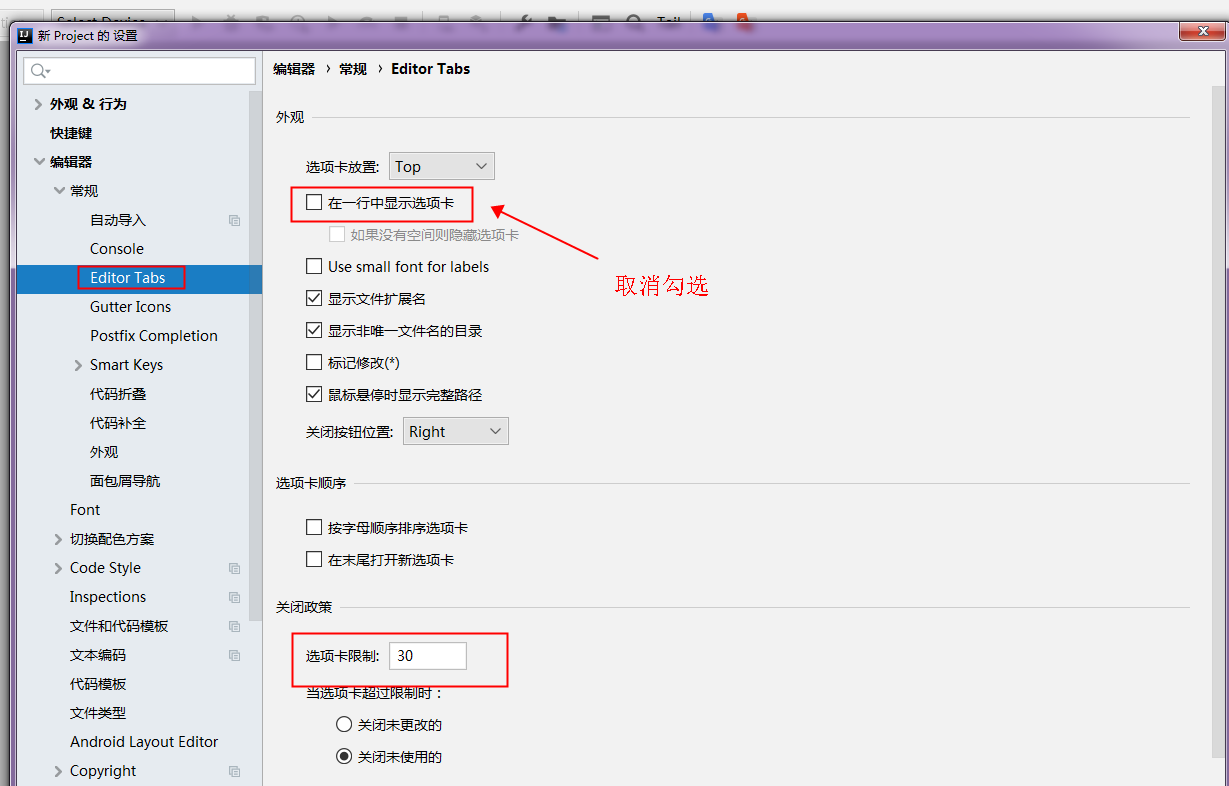 Select Device
Tail
新 Project 的 设置
外观 & 行为
快捷键
编辑器
常规
自动导入
Console
Editor Tabs
Gutter Icons
Postfix Completion
Smart Keys
代码折叠
代码补全
外观
面包屑导航
Font
切换配色方案
Code Style
Inspections
文件和代码模板
文本编码
代码模板
文件类型
Android Layout Editor
Copyright
编辑器 › 常规 › Editor Tabs
外观
选项卡放置: Top
在一行中显示选项卡
如果没有空间则隐藏选项卡
取消勾选
Use small font for labels
显示文件扩展名
显示非唯一文件名的目录
标记修改(*)
鼠标悬停时显示完整路径
关闭按钮位置: Right
选项卡顺序
按字母顺序排序选项卡
在末尾打开新选项卡
关闭政策
选项卡限制: 30
当选项卡超过限制时：
关闭未更改的
关闭未使用的